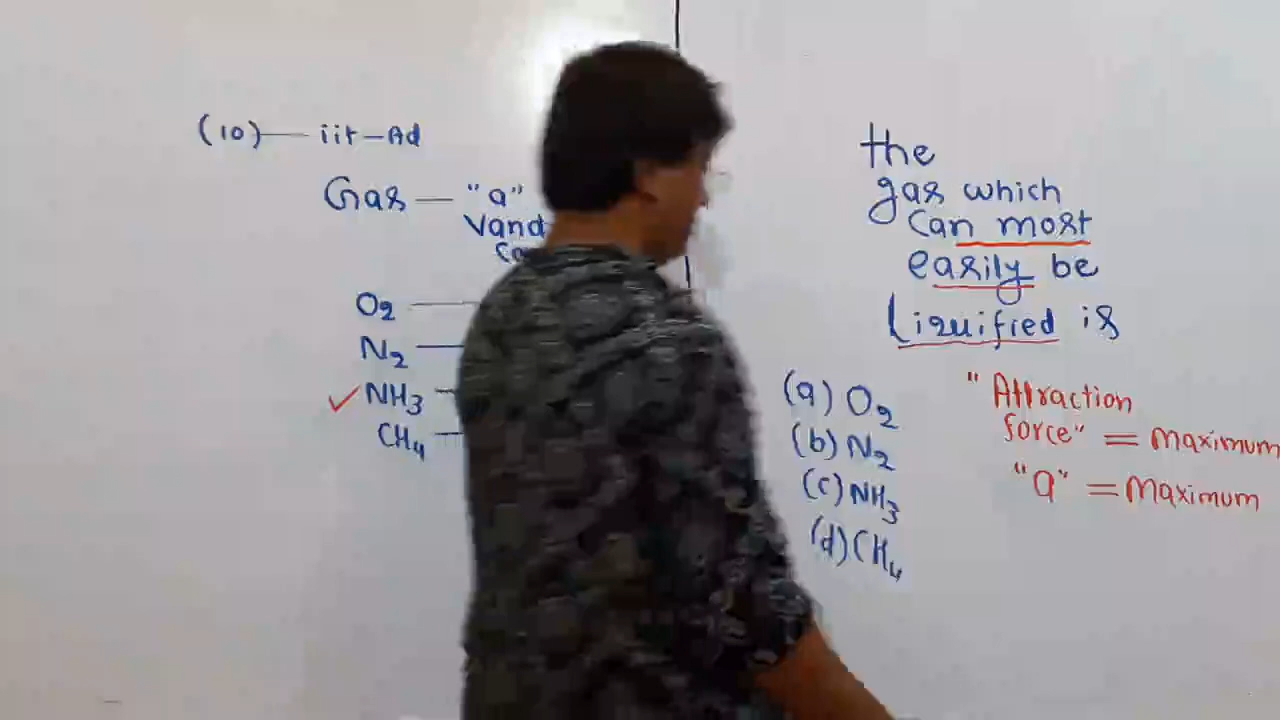 (10) — iit-Ad
Gas — "a"
Vand
O2
N2
✓ NH3
CH4
the
gas which
can most
easily be
Liquified is
(a) O2
(b) N2
(c) NH3
(d) CH4
"Attraction
force" = maximum
"a" = maximum